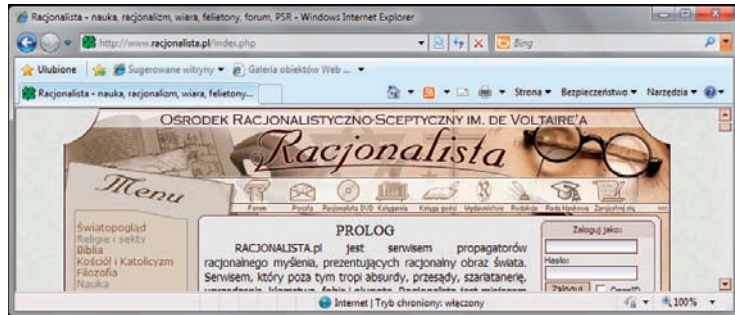 Racjonalista - nauka, racjonalizm, wiara, felietony, forum, PSR - Windows Internet Explorer
http://www.racjonalista.pl/index.php
Bing
Ulubione
Sugerowane witryny
Galeria obiektów Web ...
Racjonalista - nauka, racjonalizm, wiara, felietony...
Strona
Bezpieczeństwo
Narzędzia
OŚRODEK RACJONALISTYCZNO-SCEPTYCZNY IM. DE VOLTAIRE'A
Racjonalista
Menu
Forum Poczta Racjonalista DVD Księgarnia Księga gości Wydawnictwo Redakcja Rada Naukowa Zarejestruj się
Światopogląd
Religie i sekty
Biblia
Kościół i Katolicyzm
Filozofia
Nauka
PROLOG
RACJONALISTA.pl jest serwisem propagatorów
racjonalnego myślenia, prezentujących racjonalny obraz świata.
Serwisem, który poza tym tropi absurdy, przesądy, szarlatanerię,
Zaloguj jako:
Hasło:
Zaloguj OpenID
Internet | Tryb chroniony: włączony
100%